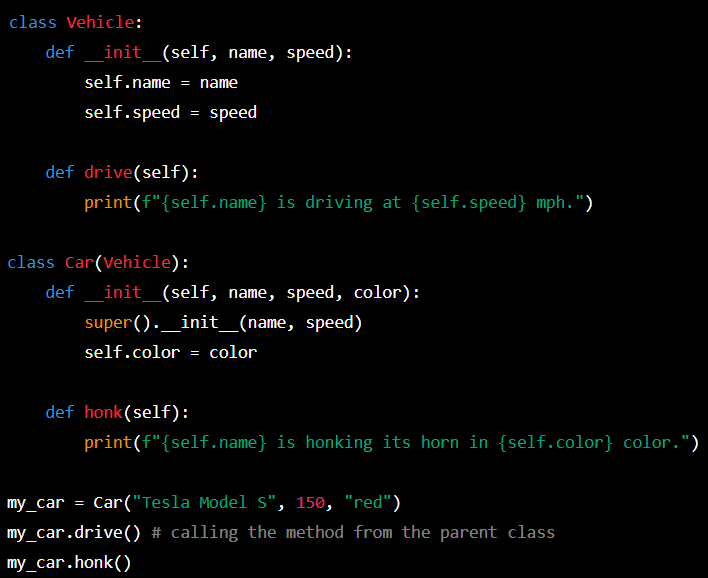 class Vehicle:
    def __init__(self, name, speed):
        self.name = name
        self.speed = speed

    def drive(self):
        print(f"{self.name} is driving at {self.speed} mph.")

class Car(Vehicle):
    def __init__(self, name, speed, color):
        super().__init__(name, speed)
        self.color = color

    def honk(self):
        print(f"{self.name} is honking its horn in {self.color} color.")

my_car = Car("Tesla Model S", 150, "red")
my_car.drive() # calling the method from the parent class
my_car.honk()